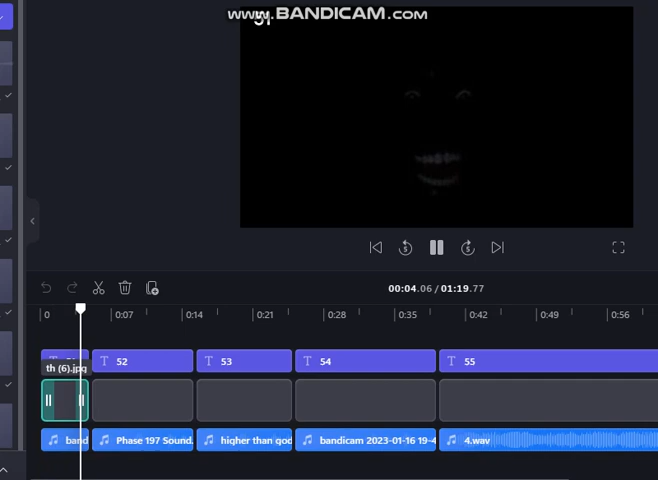 www.BANDICAM.com
51
00:04.06 / 01:19.77
0
0:07
0:14
0:21
0:28
0:35
0:42
0:49
0:56
52
53
54
55
th (6).jpg
band
Phase 197 Sound.
higher than god
bandicam 2023-01-16 19-4
4.wav